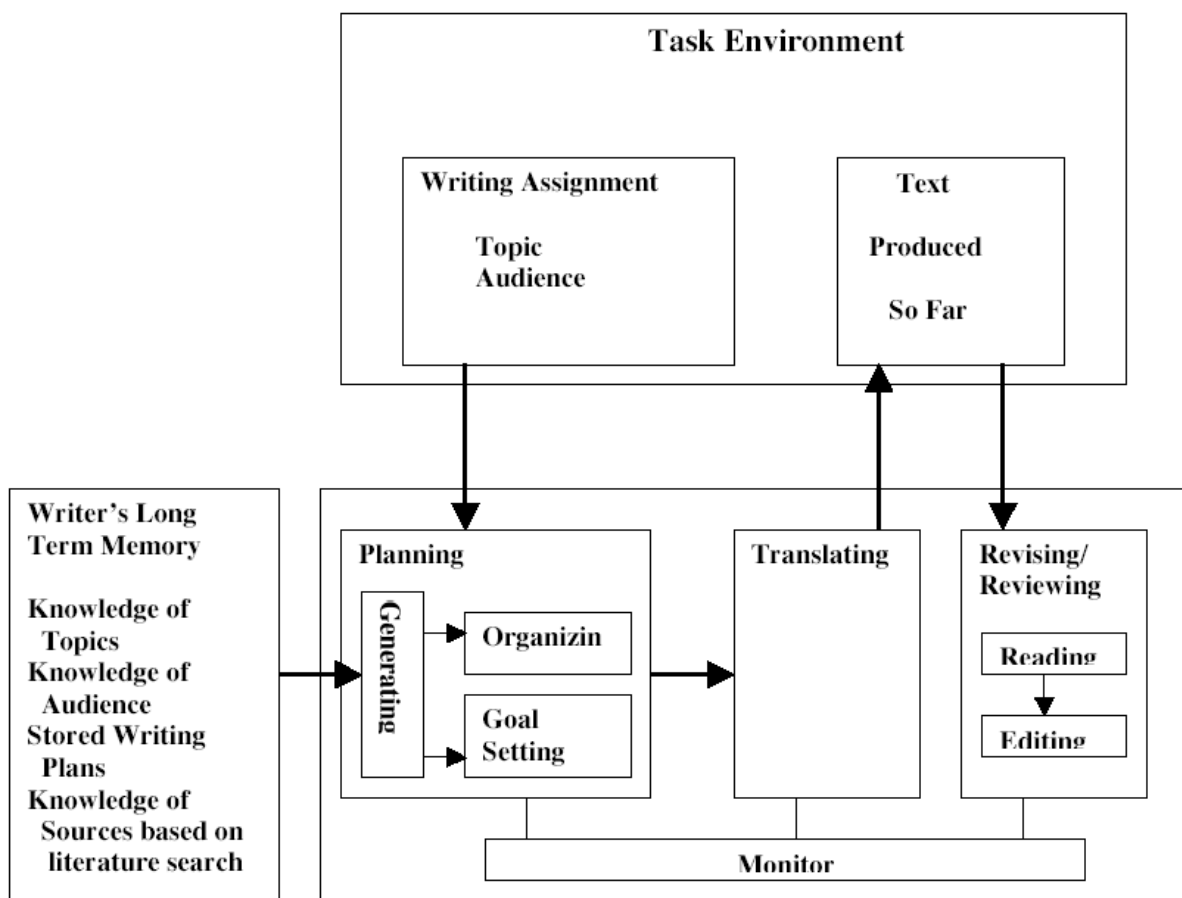 Task Environment
Writing Assignment
Topic
Audience
Text
Produced
So Far
Writer’s Long
Term Memory
Knowledge of
Topics
Knowledge of
Audience
Stored Writing
Plans
Knowledge of
Sources based on
literature search
Planning
Generating
Organizin
Goal
Setting
Translating
Revising/
Reviewing
Reading
Editing
Monitor